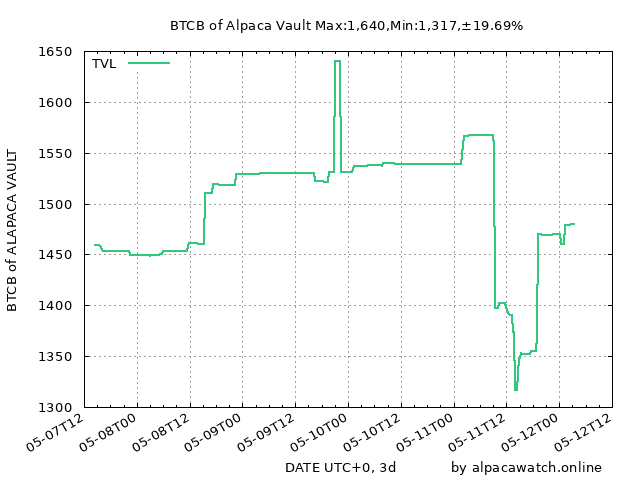 BTCB of Alpaca Vault Max:1,640,Min:1,317,±19.69%
TVL
1650
1600
1550
1500
1450
1400
1350
1300
BTCB of ALAPACA VAULT
05-07T12
05-08T00
05-08T12
05-09T00
05-09T12
05-10T00
05-10T12
05-11T00
05-11T12
05-12T00
05-12T12
DATE UTC+0, 3d
by alpacawatch.online